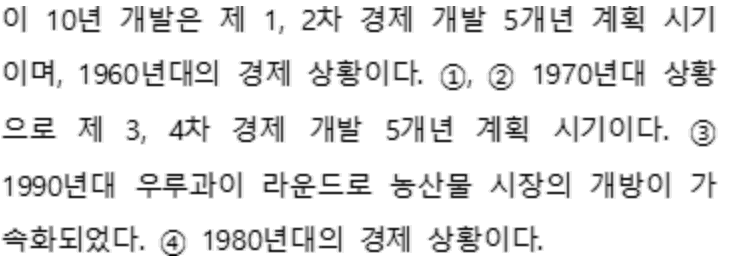 이 10년 개발은 제 1, 2차 경제 개발 5개년 계획 시기
이며, 1960년대의 경제 상황이다. ①, ② 1970년대 상황
으로 제 3, 4차 경제 개발 5개년 계획 시기이다. ③
1990년대 우루과이 라운드로 농산물 시장의 개방이 가
속화되었다. ④ 1980년대의 경제 상황이다.